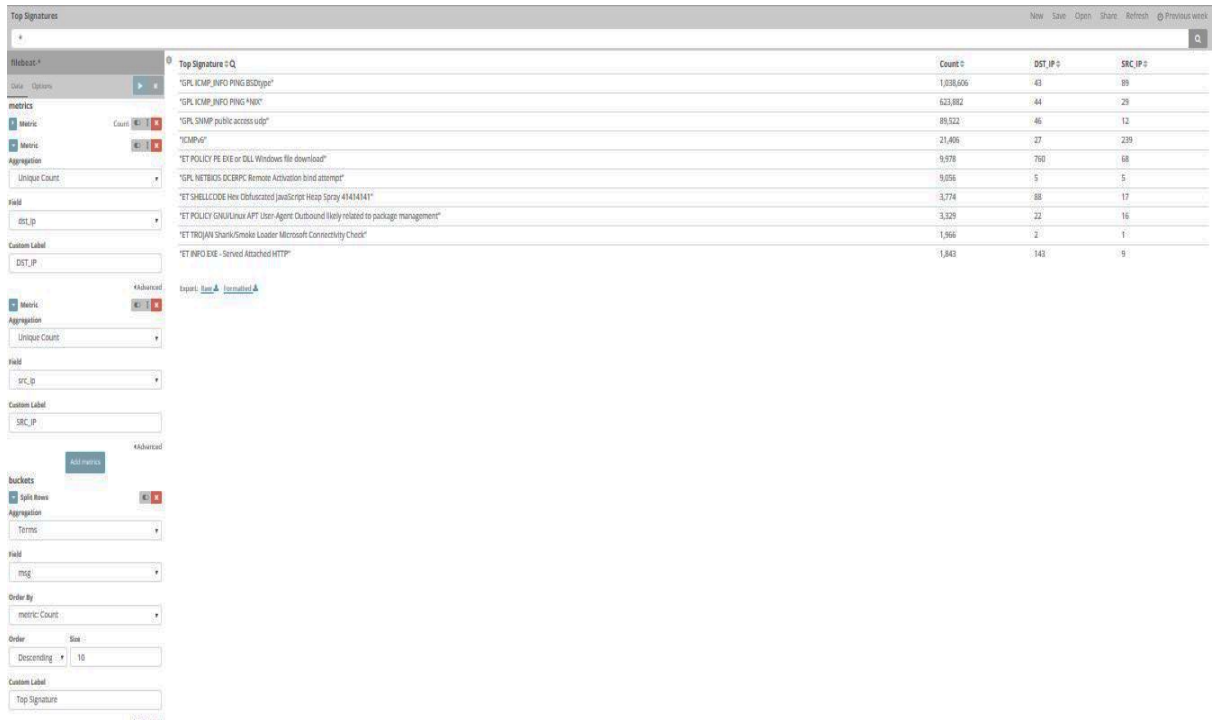 Top Signatures
New Save Open Share Refresh Previous week
*
filebeat-*
Data Options
metrics
Metric Count
Metric
Aggregation
Unique Count
Field
dst_ip
Custom Label
DST_IP
Advanced
Metric
Aggregation
Unique Count
Field
src_ip
Custom Label
SRC_IP
Advanced
Add metrics
buckets
Split Rows
Aggregation
Terms
Field
msg
Order By
metric: Count
Order Size
Descending 10
Custom Label
Top Signature
Top Signature Count DST_IP SRC_IP
"GPL ICMP_INFO PING BSDtype" 1,038,606 43 89
"GPL ICMP_INFO PING *NIX" 623,882 44 29
"GPL SNMP public access udp" 89,522 46 12
"ICMPv6" 21,406 27 239
"ET POLICY PE EXE or DLL Windows file download" 9,978 760 68
"GPL NETBIOS DCERPC Remote Activation bind attempt" 9,056 5 5
"ET SHELLCODE Hex Obfuscated JavaScript Heap Spray 41414141" 3,774 88 17
"ET POLICY GNU/Linux APT User-Agent Outbound likely related to package management" 3,329 22 16
"ET TROJAN Sharik/Smoke Loader Microsoft Connectivity Check" 1,966 2 1
"ET INFO EXE - Served Attached HTTP" 1,843 143 9
Export: Raw Formatted